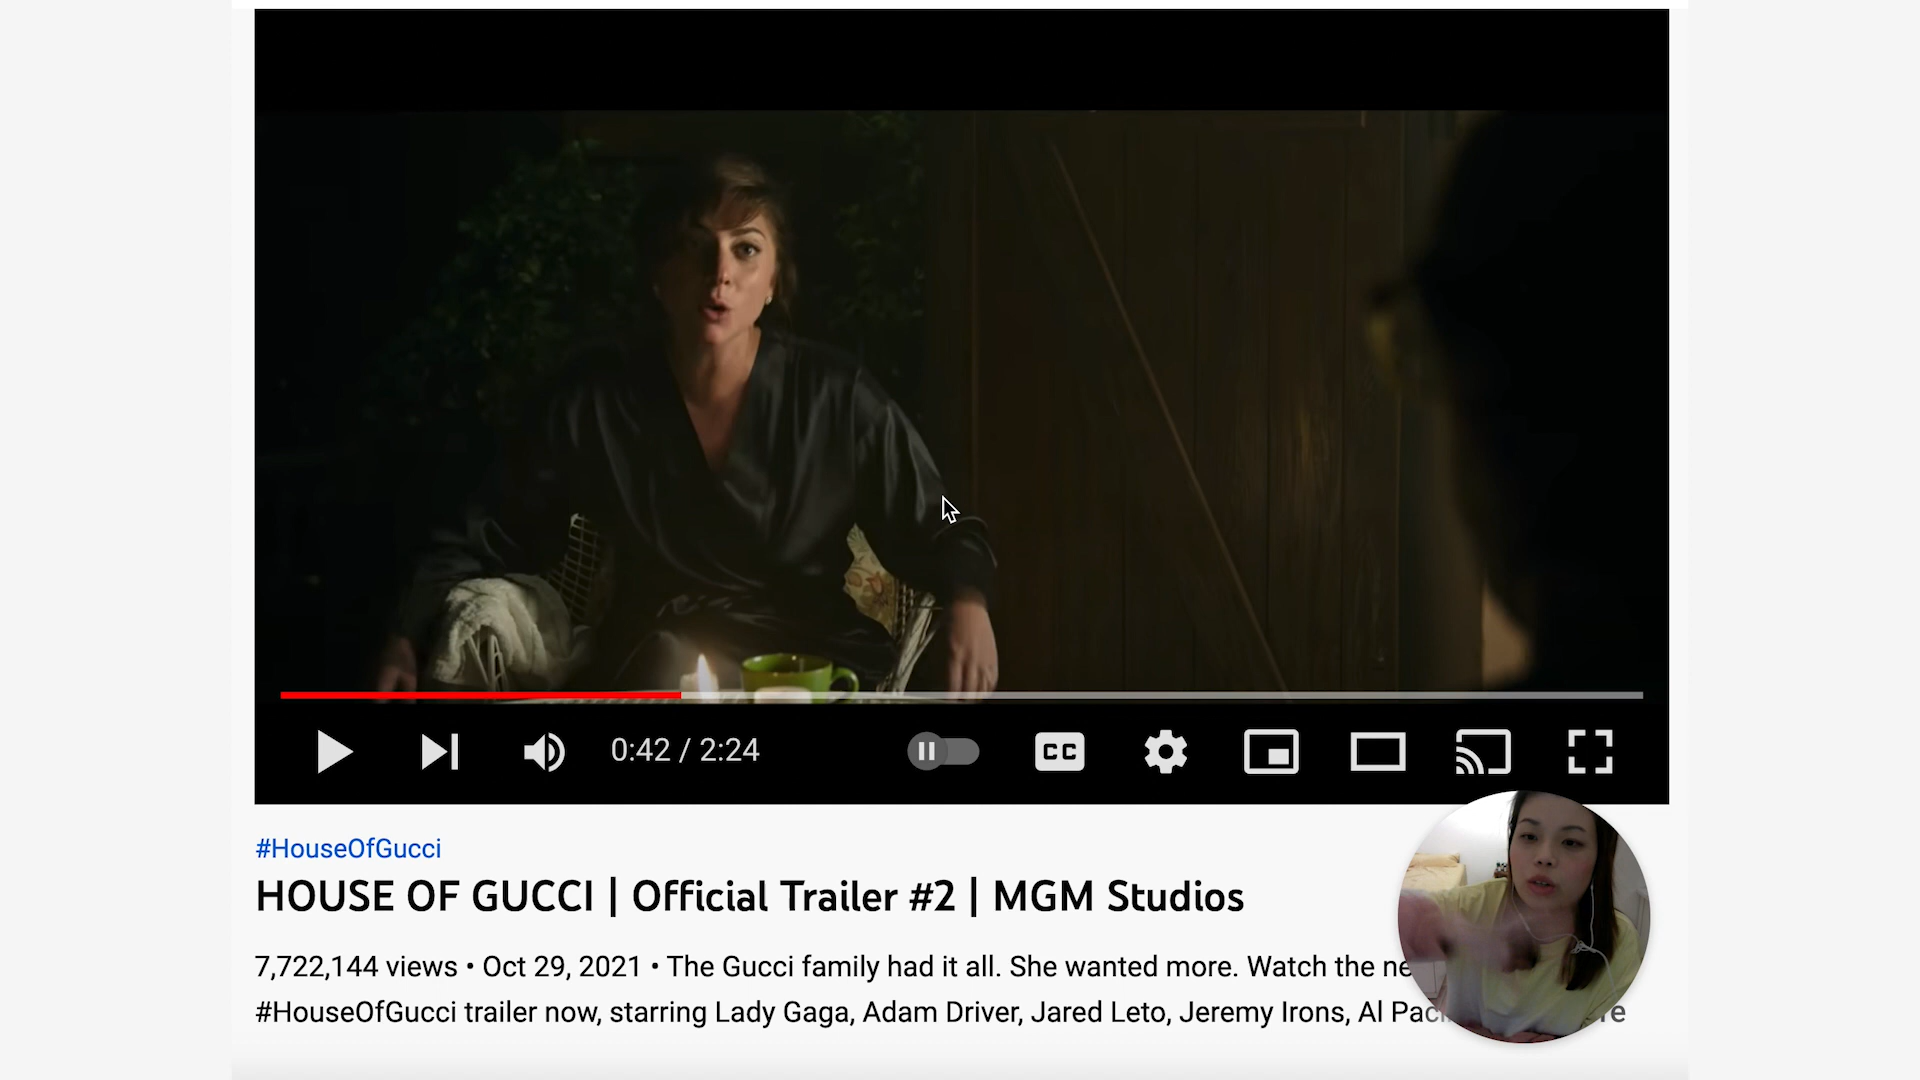 0:42 / 2:24
CC
#HouseOfGucci
HOUSE OF GUCCI | Official Trailer #2 | MGM Studios
7,722,144 views • Oct 29, 2021 • The Gucci family had it all. She wanted more. Watch the
#HouseOfGucci trailer now, starring Lady Gaga, Adam Driver, Jared Leto, Jeremy Irons, Al